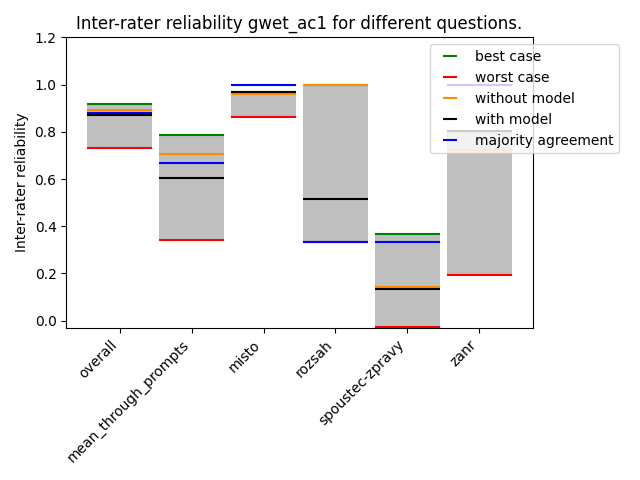 Inter-rater reliability gwet_ac1 for different questions.
Inter-rater reliability
1.2
1.0
0.8
0.6
0.4
0.2
0.0
best case
worst case
without model
with model
majority agreement
overall
mean_through_prompts
misto
rozsah
spoustec-zpravy
zanr